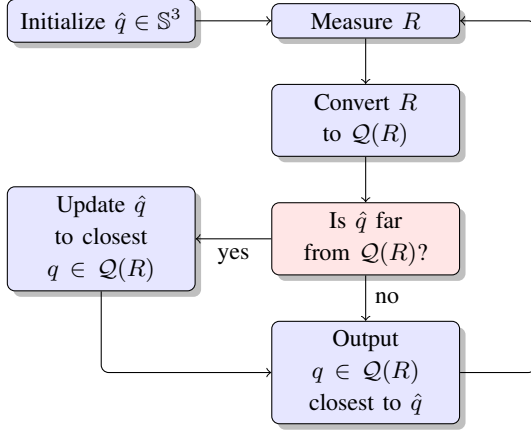 Initialize q̂ ∈ 𝕊³
Measure R
Convert R
to 𝒬(R)
Is q̂ far
from 𝒬(R)?
yes
no
Update q̂
to closest
q ∈ 𝒬(R)
Output
q ∈ 𝒬(R)
closest to q̂